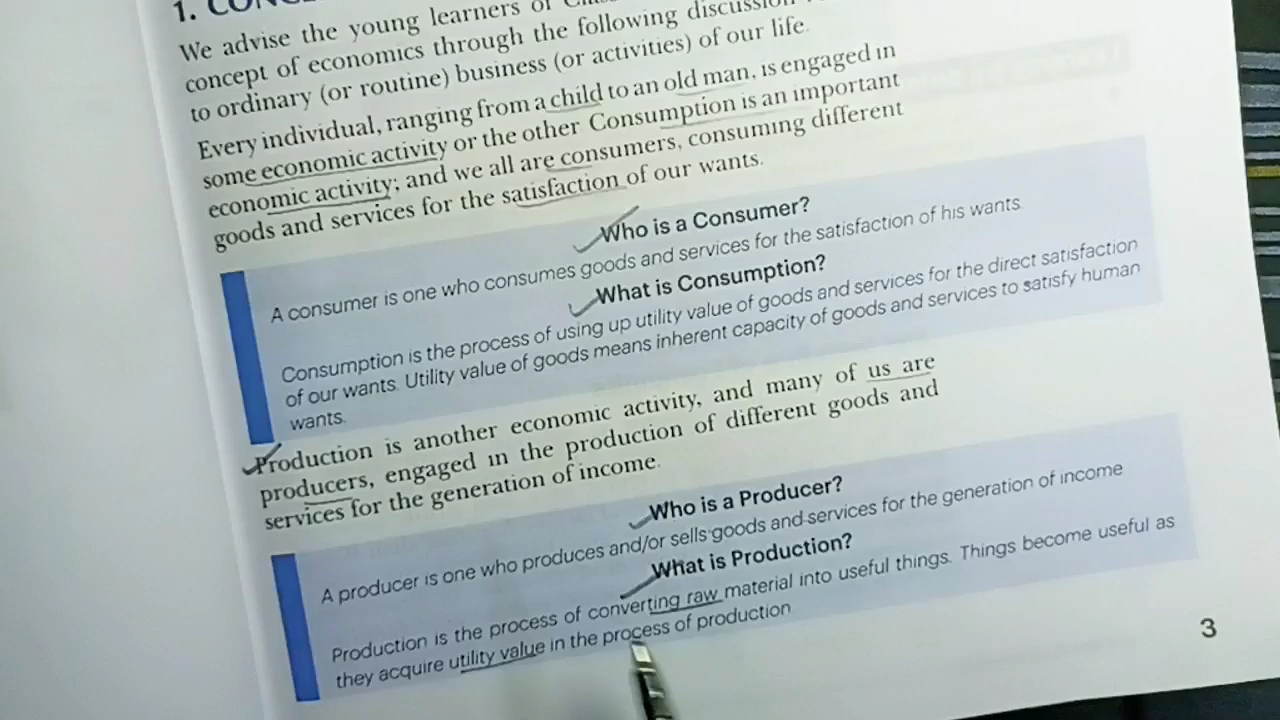 1.
We advise the young learners of
concept of economics through the following discussion
to ordinary (or routine) business (or activities) of our life.
Every individual, ranging from a child to an old man, is engaged in
some economic activity or the other Consumption is an important
economic activity; and we all are consumers, consuming different
goods and services for the satisfaction of our wants.
Who is a Consumer?
A consumer is one who consumes goods and services for the satisfaction of his wants.
What is Consumption?
Consumption is the process of using up utility value of goods and services for the direct satisfaction
of our wants. Utility value of goods means inherent capacity of goods and services to satisfy human
wants.
Production is another economic activity, and many of us are
producers, engaged in the production of different goods and
services for the generation of income.
Who is a Producer?
A producer is one who produces and/or sells goods and services for the generation of income
What is Production?
Production is the process of converting raw material into useful things. Things become useful as
they acquire utility value in the process of production
3